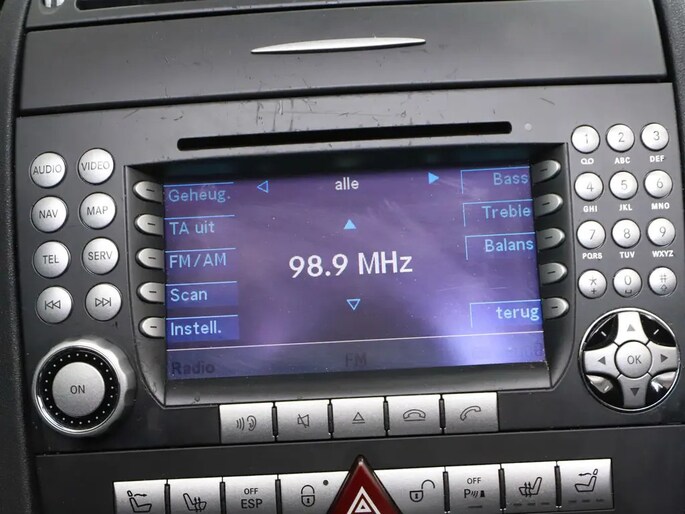 AUDIO VIDEO
NAV MAP
TEL SERV
Geheug.
TA uit
FM/AM
Scan
Instell.
alle
98.9 MHz
Bass
Treble
Balans
terug
Radio FM
1 2 3
ABC DEF
4 5 6
GHI JKL MNO
7 8 9
PQRS TUV WXYZ
* 0 #
ON
OK
OFF
ESP
OFF
P